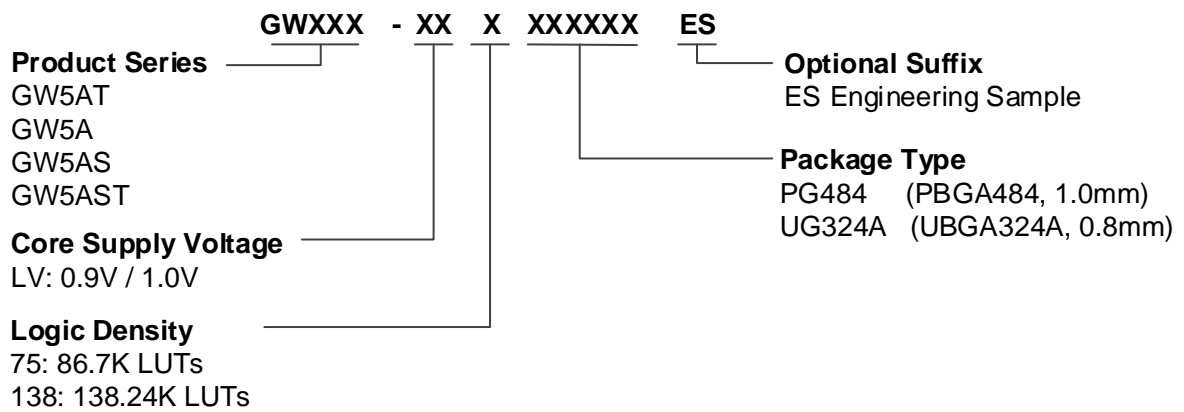 GWXXX - XX X XXXXXX ES
Product Series
GW5AT
GW5A
GW5AS
GW5AST
Core Supply Voltage
LV: 0.9V / 1.0V
Logic Density
75: 86.7K LUTs
138: 138.24K LUTs
Optional Suffix
ES Engineering Sample
Package Type
PG484 (PBGA484, 1.0mm)
UG324A (UBGA324A, 0.8mm)